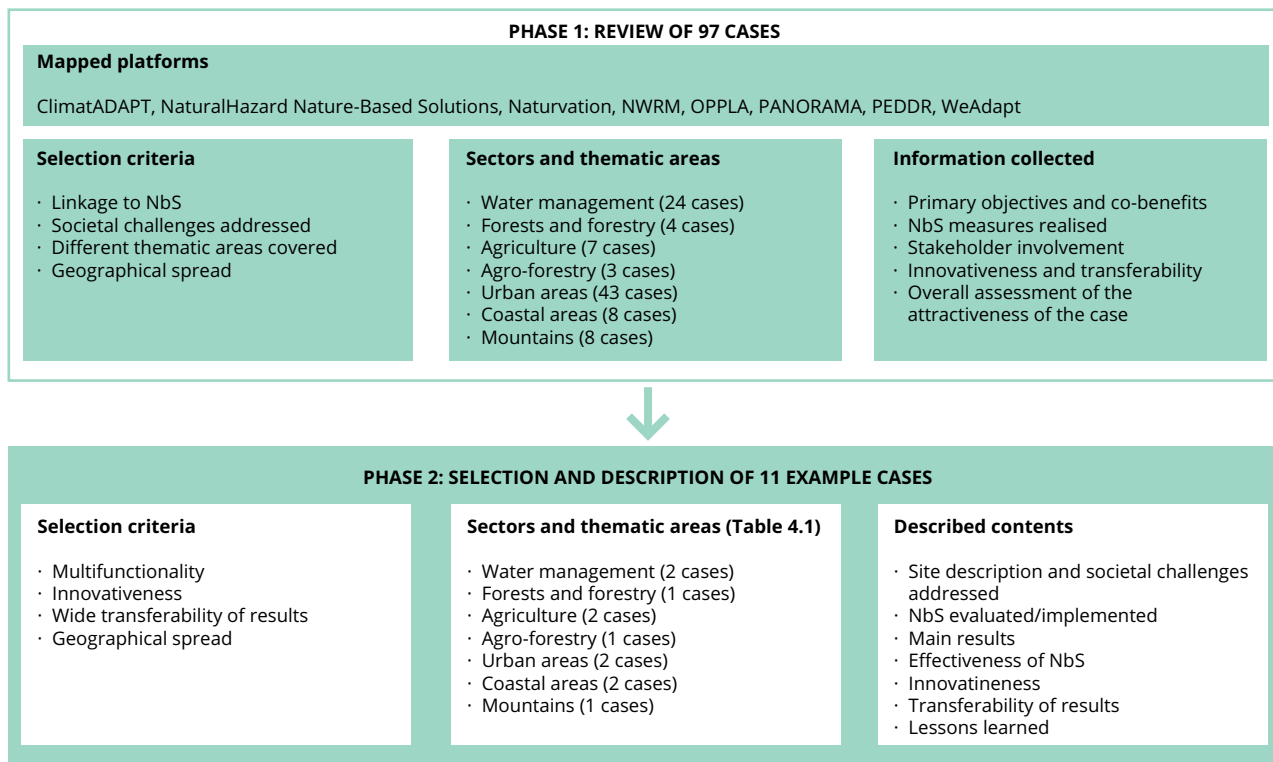 PHASE 1: REVIEW OF 97 CASES
Mapped platforms
ClimatADAPT, NaturalHazard Nature-Based Solutions, Naturvation, NWRM, OPPLA, PANORAMA, PEDDR, WeAdapt
Selection criteria
· Linkage to NbS
· Societal challenges addressed
· Different thematic areas covered
· Geographical spread
Sectors and thematic areas
· Water management (24 cases)
· Forests and forestry (4 cases)
· Agriculture (7 cases)
· Agro-forestry (3 cases)
· Urban areas (43 cases)
· Coastal areas (8 cases)
· Mountains (8 cases)
Information collected
· Primary objectives and co-benefits
· NbS measures realised
· Stakeholder involvement
· Innovativeness and transferability
· Overall assessment of the
attractiveness of the case
PHASE 2: SELECTION AND DESCRIPTION OF 11 EXAMPLE CASES
Selection criteria
· Multifunctionality
· Innovativeness
· Wide transferability of results
· Geographical spread
Sectors and thematic areas (Table 4.1)
· Water management (2 cases)
· Forests and forestry (1 cases)
· Agriculture (2 cases)
· Agro-forestry (1 cases)
· Urban areas (2 cases)
· Coastal areas (2 cases)
· Mountains (1 cases)
Described contents
· Site description and societal challenges
addressed
· NbS evaluated/implemented
· Main results
· Effectiveness of NbS
· Innovatineness
· Transferability of results
· Lessons learned